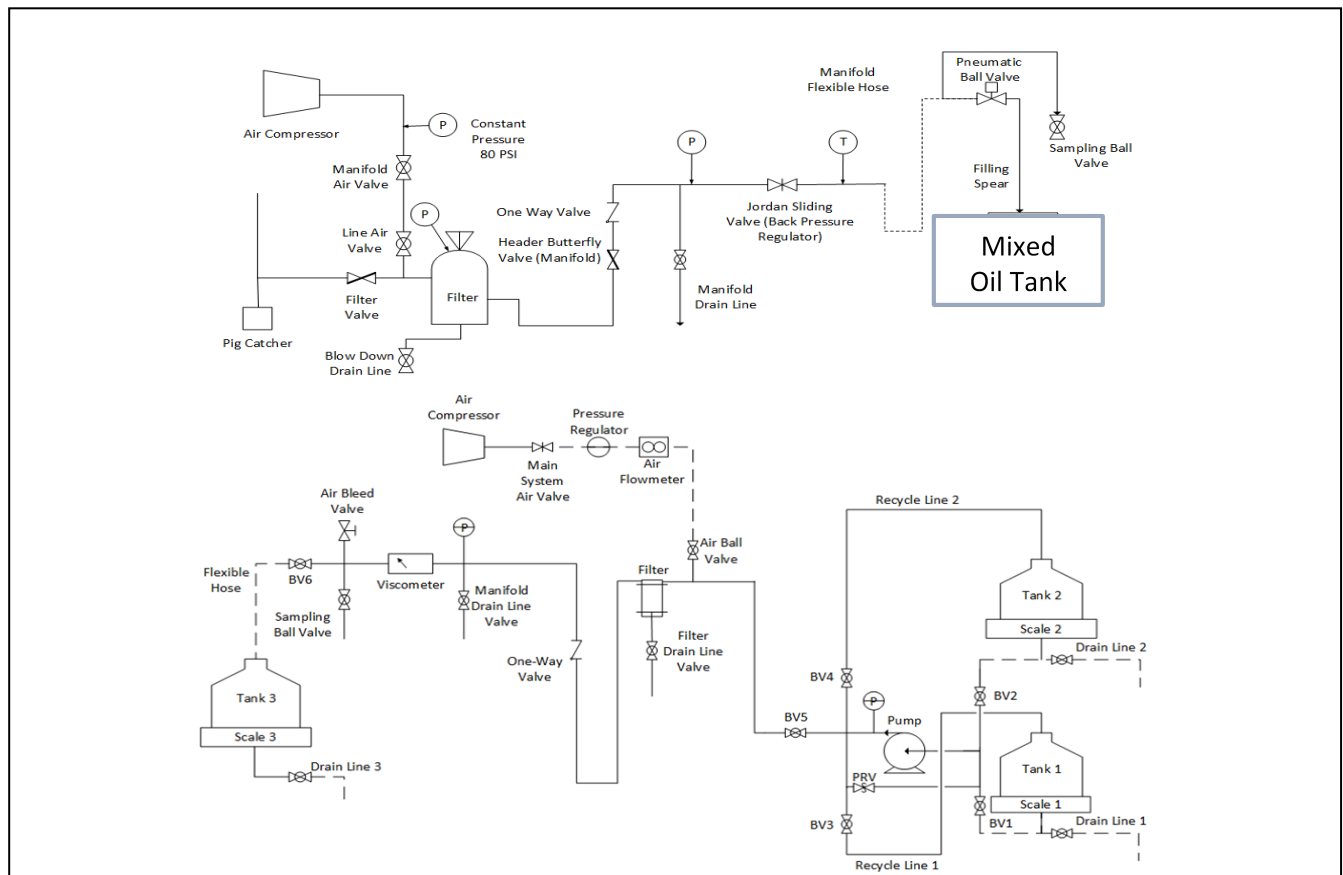 Air Compressor
P
Constant
Pressure
80 PSI
Manifold
Air Valve
P
Line Air
Valve
Filter
Valve
Pig Catcher
Filter
Blow Down
Drain Line
One Way Valve
Header Butterfly
Valve (Manifold)
P
Manifold
Drain Line
Jordan Sliding
Valve (Back Pressure
Regulator)
T
Manifold
Flexible Hose
Pneumatic
Ball Valve
Sampling Ball
Valve
Filling
Spear
Mixed
Oil Tank
Air
Compressor
Main
System
Air Valve
Pressure
Regulator
Air
Flowmeter
Air Ball
Valve
Air Bleed
Valve
Flexible
Hose
BV6
Sampling
Ball Valve
Viscometer
P
Manifold
Drain Line
Valve
One-Way
Valve
Filter
Filter
Drain Line
Valve
Tank 3
Scale 3
Drain Line 3
Recycle Line 2
Tank 2
Scale 2
Drain Line 2
BV4
BV2
BV5
P
Pump
PRV
S
Tank 1
Scale 1
BV3
BV1
Drain Line 1
Recycle Line 1